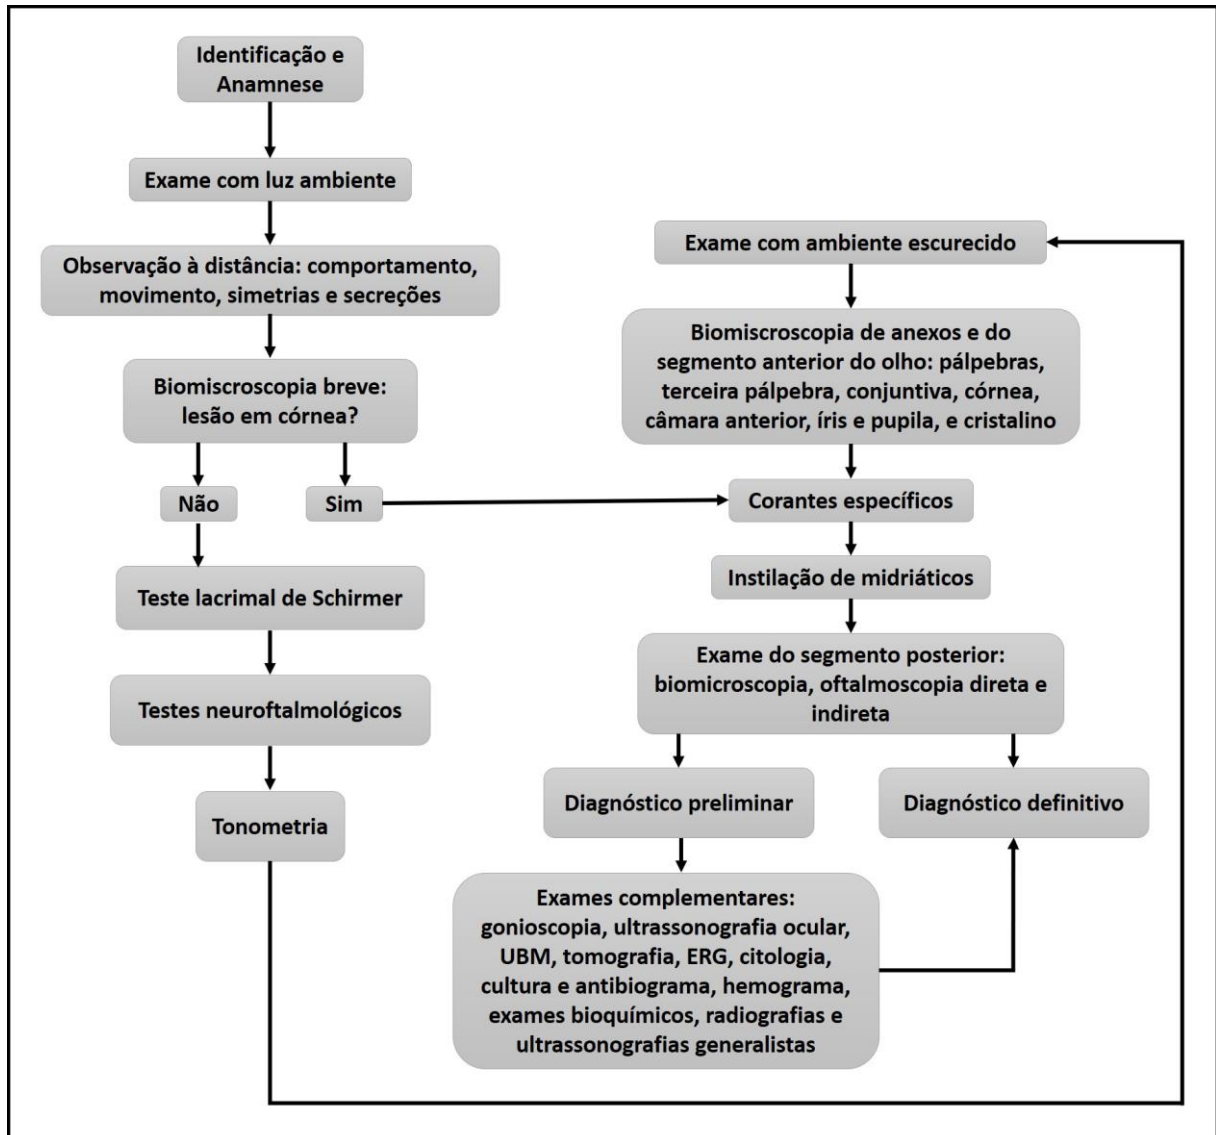 Identificação e
Anamnese
Exame com luz ambiente
Observação à distância: comportamento,
movimento, simetrias e secreções
Biomiscroscopia breve:
lesão em córnea?
Não
Sim
Teste lacrimal de Schirmer
Testes neuroftalmológicos
Tonometria
Exame com ambiente escurecido
Biomiscroscopia de anexos e do
segmento anterior do olho: pálpebras,
terceira pálpebra, conjuntiva, córnea,
câmara anterior, íris e pupila, e cristalino
Corantes específicos
Instilação de midriáticos
Exame do segmento posterior:
biomicroscopia, oftalmoscopia direta e
indireta
Diagnóstico preliminar
Diagnóstico definitivo
Exames complementares:
gonioscopia, ultrassonografia ocular,
UBM, tomografia, ERG, citologia,
cultura e antibiograma, hemograma,
exames bioquímicos, radiografias e
ultrassonografias generalistas